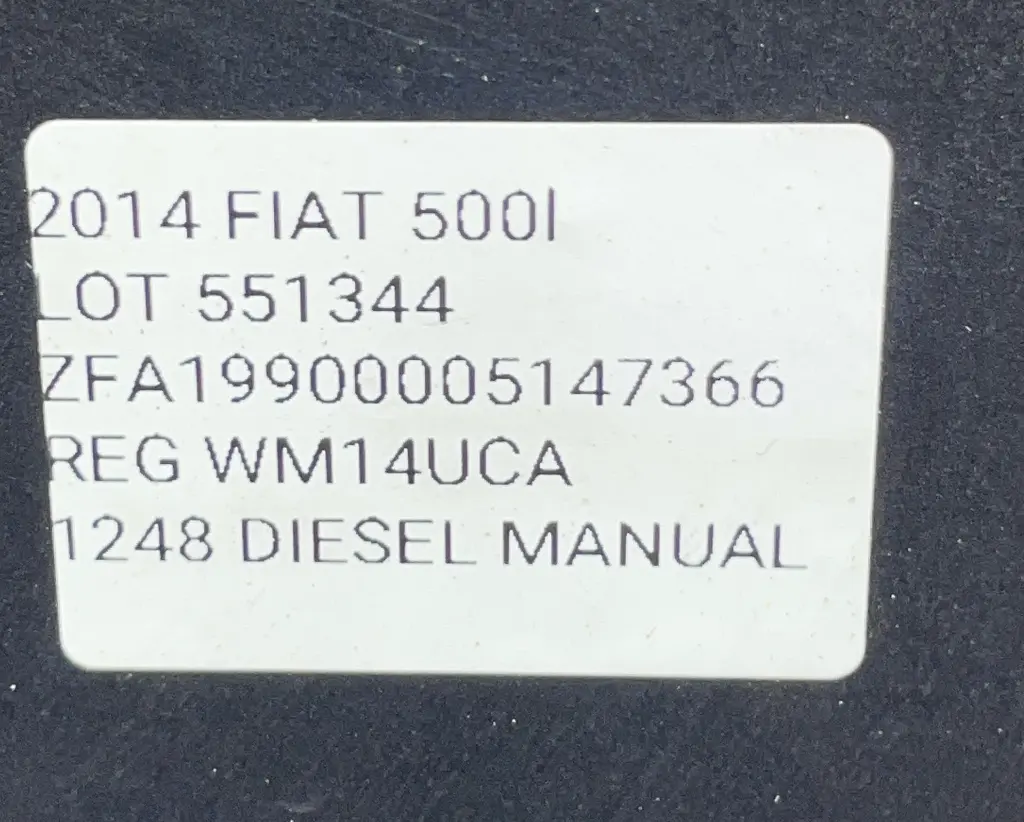 2014 FIAT 500l
LOT 551344
ZFA19900005147366
REG WM14UCA
1248 DIESEL MANUAL